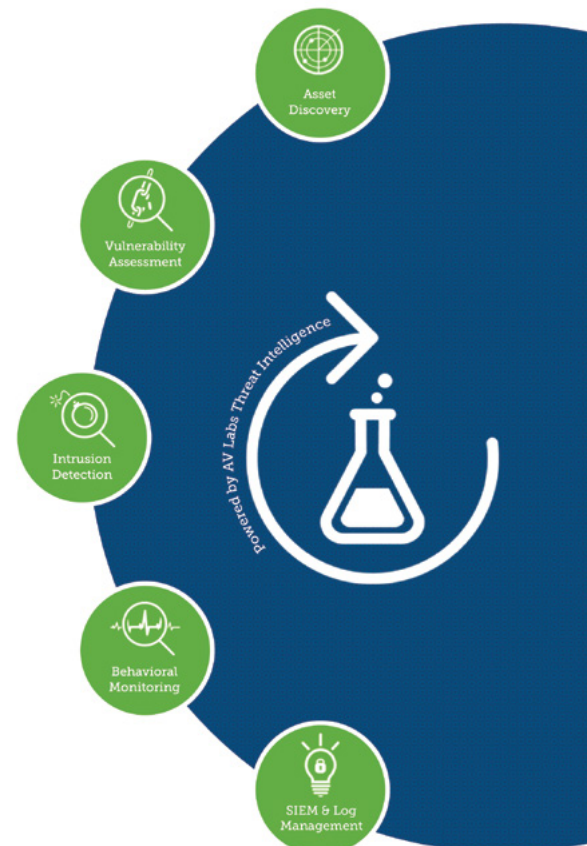 Asset
Discovery
Vulnerability
Assessment
Powered by AV Labs Threat Intelligence
Intrusion
Detection
Behavioral
Monitoring
SIEM & Log
Management